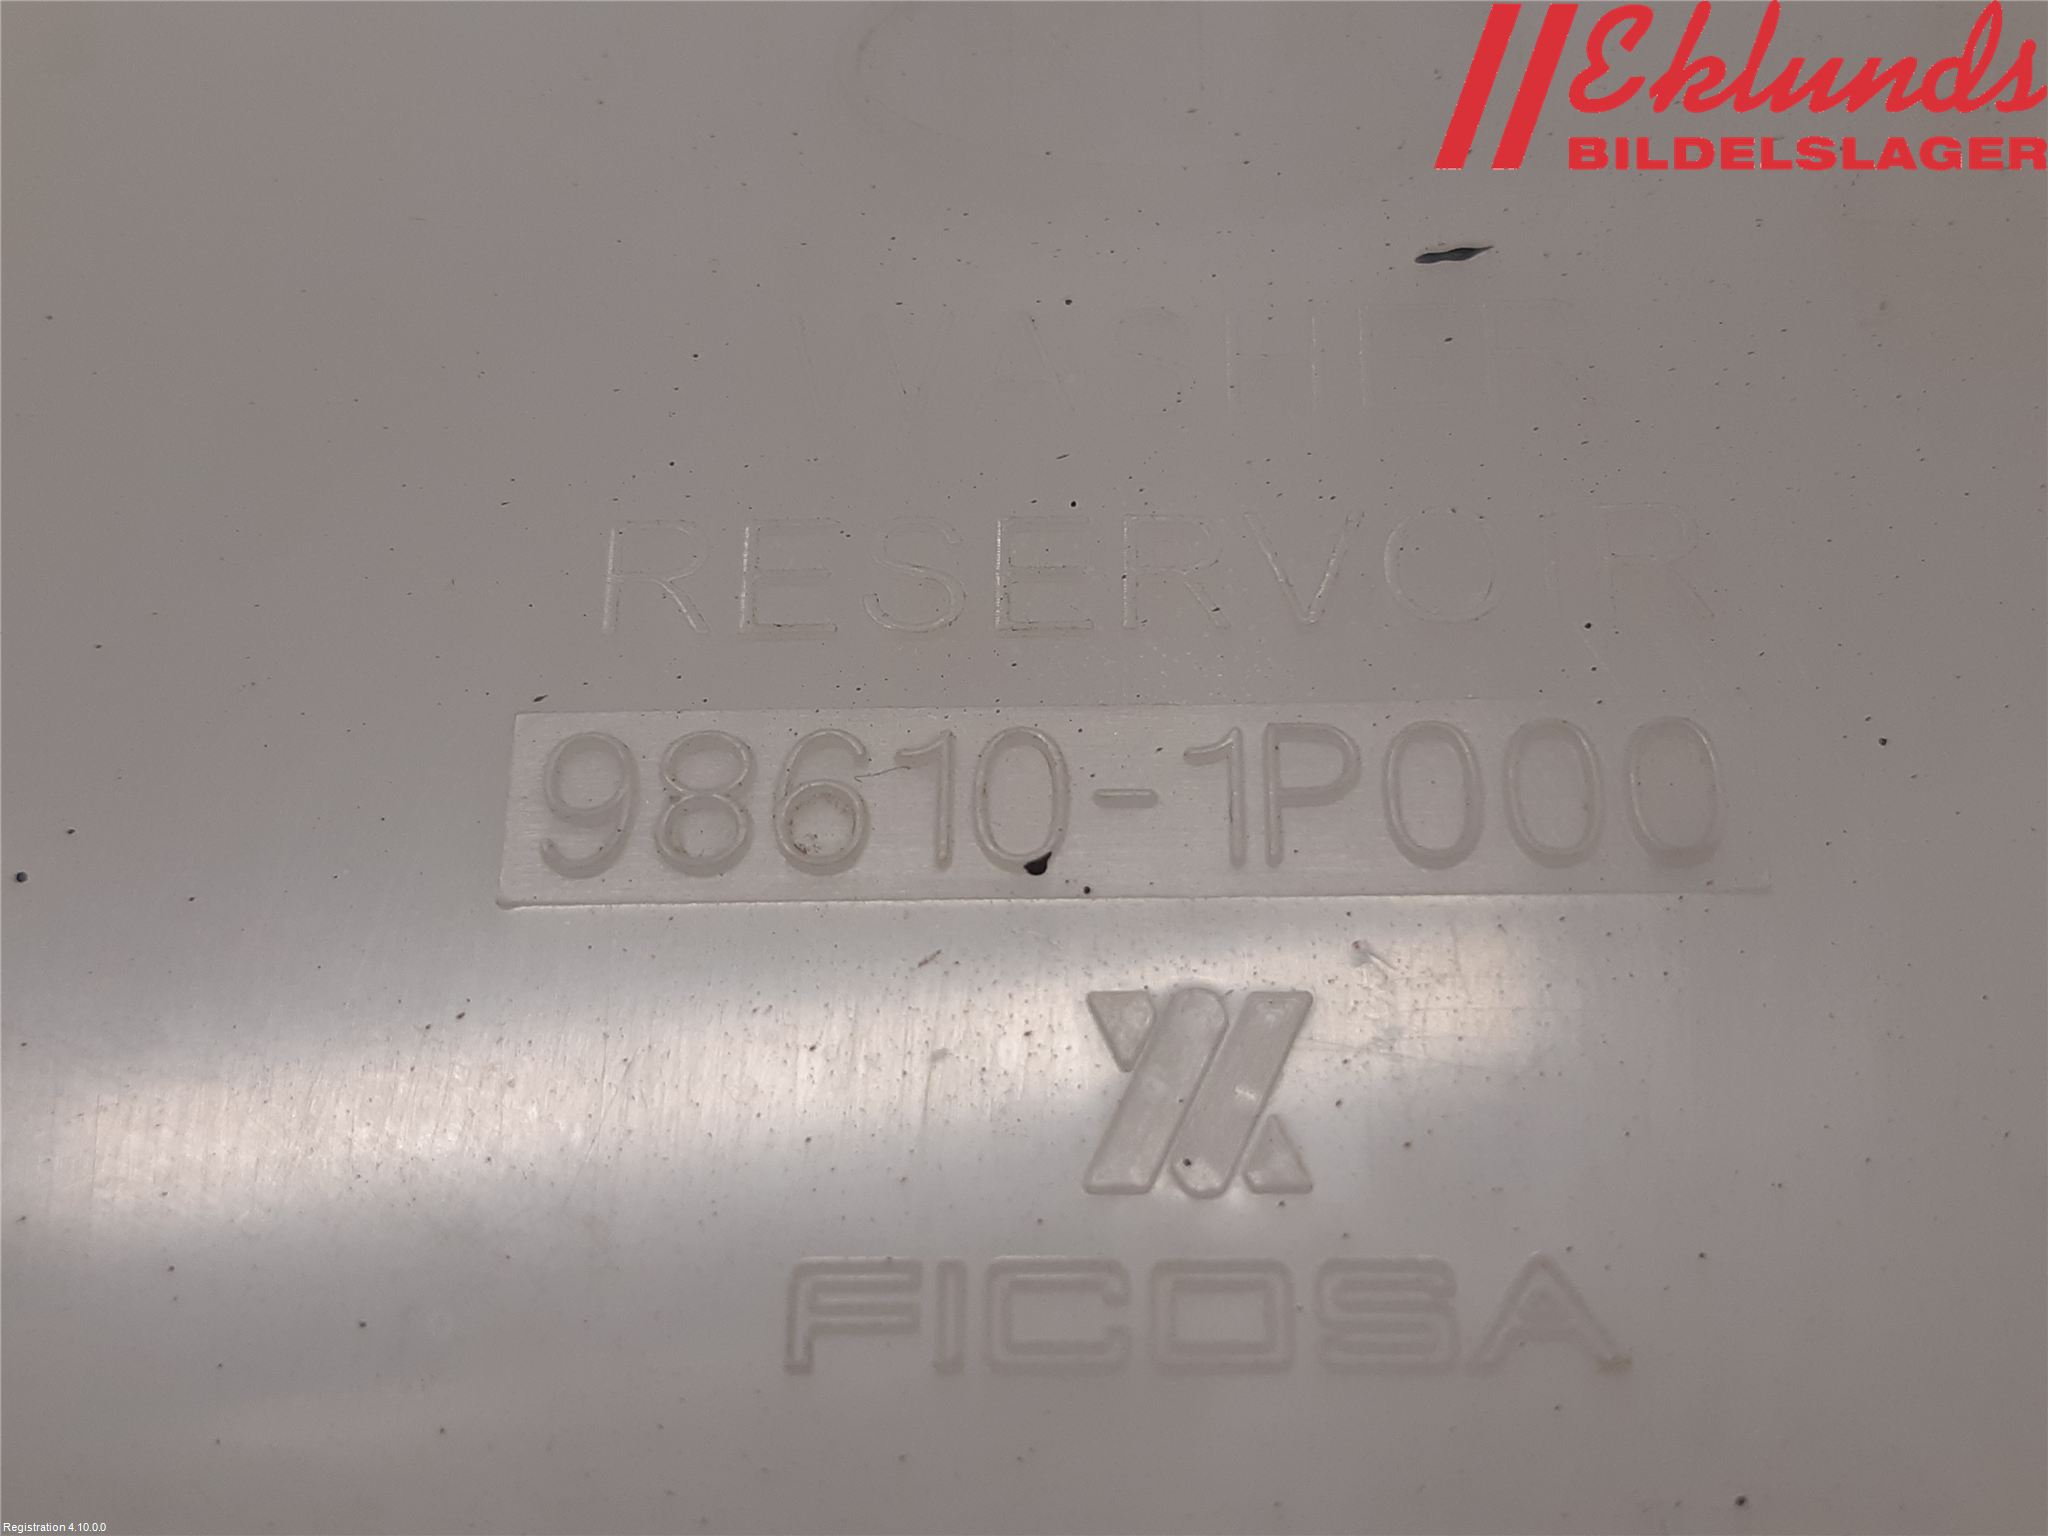 Eklunds
BILDELSLAGER
WASHER
RESERVOIR
98610-1P000
FICOSA
Registration 4.10.0.0